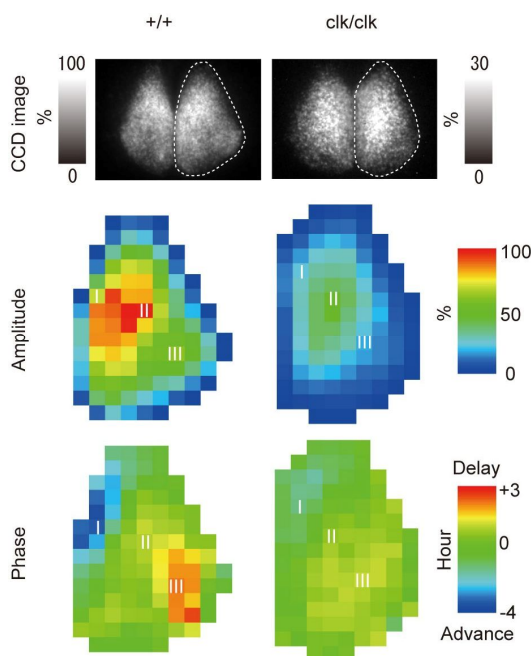 +/+ clk/clk
CCD image
100
%
0
30
%
0
Amplitude
I
II
III
I
II
III
100
%
50
0
Phase
I
II
III
I
II
III
Delay
+3
Hour
-4
Advance